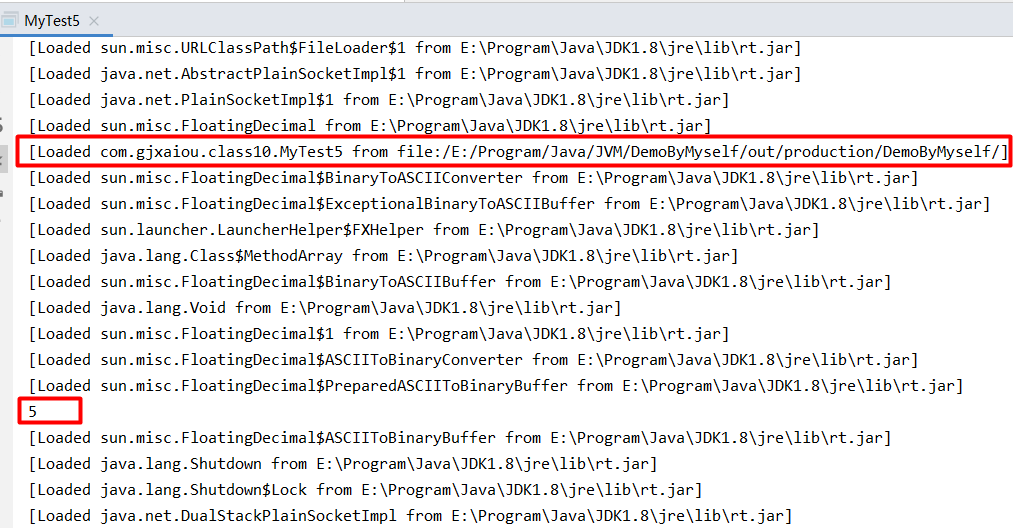 MyTest5
[Loaded sun.misc.URLClassPath$FileLoader$1 from E:\Program\Java\JDK1.8\jre\lib\rt.jar]
[Loaded java.net.AbstractPlainSocketImpl$1 from E:\Program\Java\JDK1.8\jre\lib\rt.jar]
[Loaded java.net.PlainSocketImpl$1 from E:\Program\Java\JDK1.8\jre\lib\rt.jar]
[Loaded sun.misc.FloatingDecimal from E:\Program\Java\JDK1.8\jre\lib\rt.jar]
[Loaded com.gjxaiou.class10.MyTest5 from file:/E:/Program/Java/JVM/DemoByMyself/out/production/DemoByMyself/]
[Loaded sun.misc.FloatingDecimal$BinaryToASCIIConverter from E:\Program\Java\JDK1.8\jre\lib\rt.jar]
[Loaded sun.misc.FloatingDecimal$ExceptionalBinaryToASCIIBuffer from E:\Program\Java\JDK1.8\jre\lib\rt.jar]
[Loaded sun.launcher.LauncherHelper$FXHelper from E:\Program\Java\JDK1.8\jre\lib\rt.jar]
[Loaded java.lang.Class$MethodArray from E:\Program\Java\JDK1.8\jre\lib\rt.jar]
[Loaded sun.misc.FloatingDecimal$BinaryToASCIIBuffer from E:\Program\Java\JDK1.8\jre\lib\rt.jar]
[Loaded java.lang.Void from E:\Program\Java\JDK1.8\jre\lib\rt.jar]
[Loaded sun.misc.FloatingDecimal$1 from E:\Program\Java\JDK1.8\jre\lib\rt.jar]
[Loaded sun.misc.FloatingDecimal$ASCIIToBinaryConverter from E:\Program\Java\JDK1.8\jre\lib\rt.jar]
[Loaded sun.misc.FloatingDecimal$PreparedASCIIToBinaryBuffer from E:\Program\Java\JDK1.8\jre\lib\rt.jar]
5
[Loaded sun.misc.FloatingDecimal$ASCIIToBinaryBuffer from E:\Program\Java\JDK1.8\jre\lib\rt.jar]
[Loaded java.lang.Shutdown from E:\Program\Java\JDK1.8\jre\lib\rt.jar]
[Loaded java.lang.Shutdown$Lock from E:\Program\Java\JDK1.8\jre\lib\rt.jar]
[Loaded java.net.DualStackPlainSocketImpl from E:\Program\Java\JDK1.8\jre\lib\rt.jar]